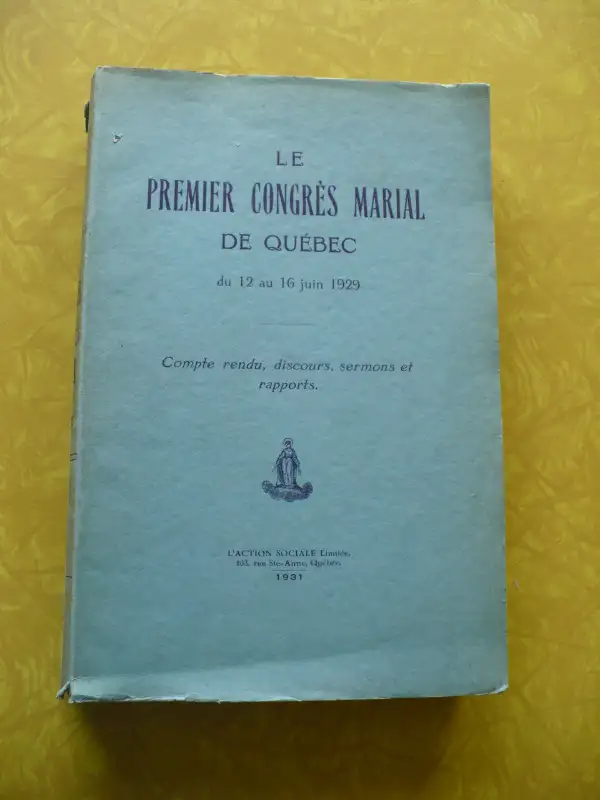 LE
PREMIER CONGRÈS MARIAL
DE QUÉBEC
du 12 au 16 juin 1929
Compte rendu, discours, sermons et
rapports.
L'ACTION SOCIALE Limitée,
103, rue Ste-Anne, Québec
1931